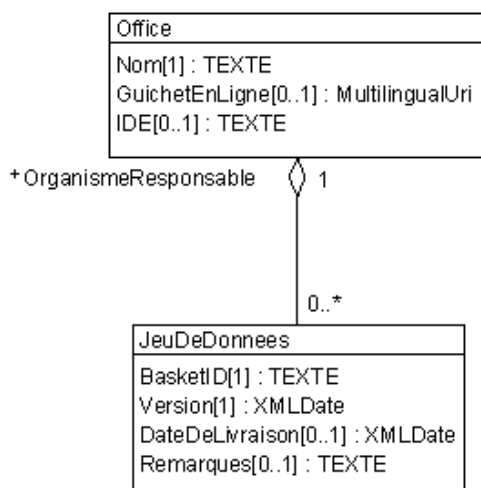 Office
Nom[1] : TEXTE
GuichetEnLigne[0..1] : MultilingualUri
IDE[0..1] : TEXTE
+OrganismeResponsable 1
0..*
JeuDeDonnees
BasketID[1] : TEXTE
Version[1] : XMLDate
DateDeLivraison[0..1] : XMLDate
Remarques[0..1] : TEXTE